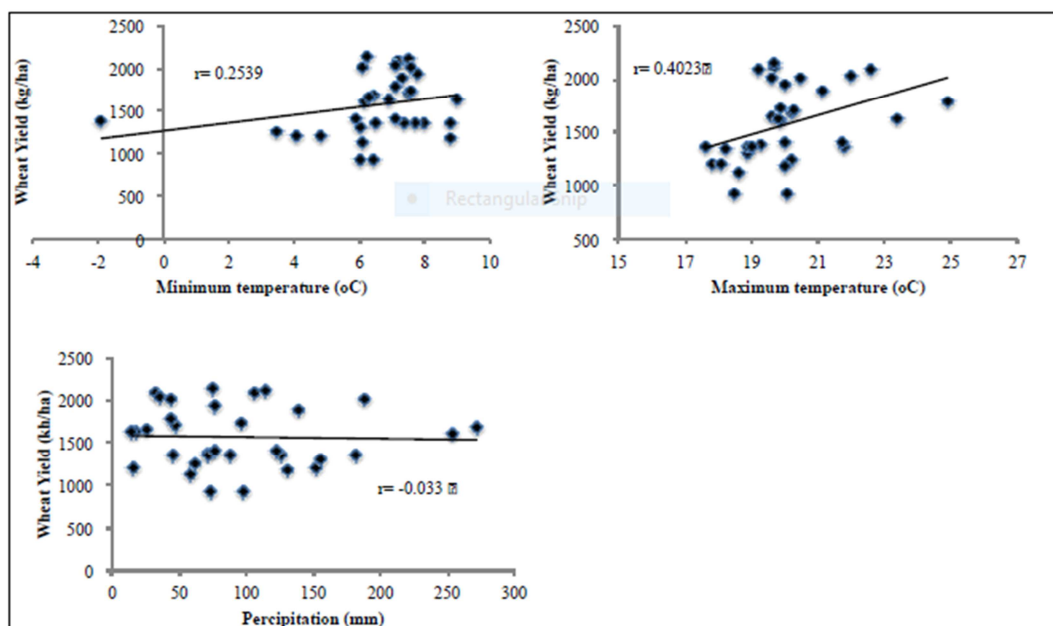 2500
2000
1500
1000
500
0
-4 -2 0 2 4 6 8 10
Wheat Yield (kg/ha)
r= 0.2539
Minimum temperature (oC)
2500
2000
1500
1000
500
15 17 19 21 23 25 27
Wheat Yield (kg/ha)
r= 0.4023
Maximum temperature (oC)
Rectangular Snip
2500
2000
1500
1000
500
0
0 50 100 150 200 250 300
Wheat Yield (kh/ha)
r= -0.033
Percipitation (mm)